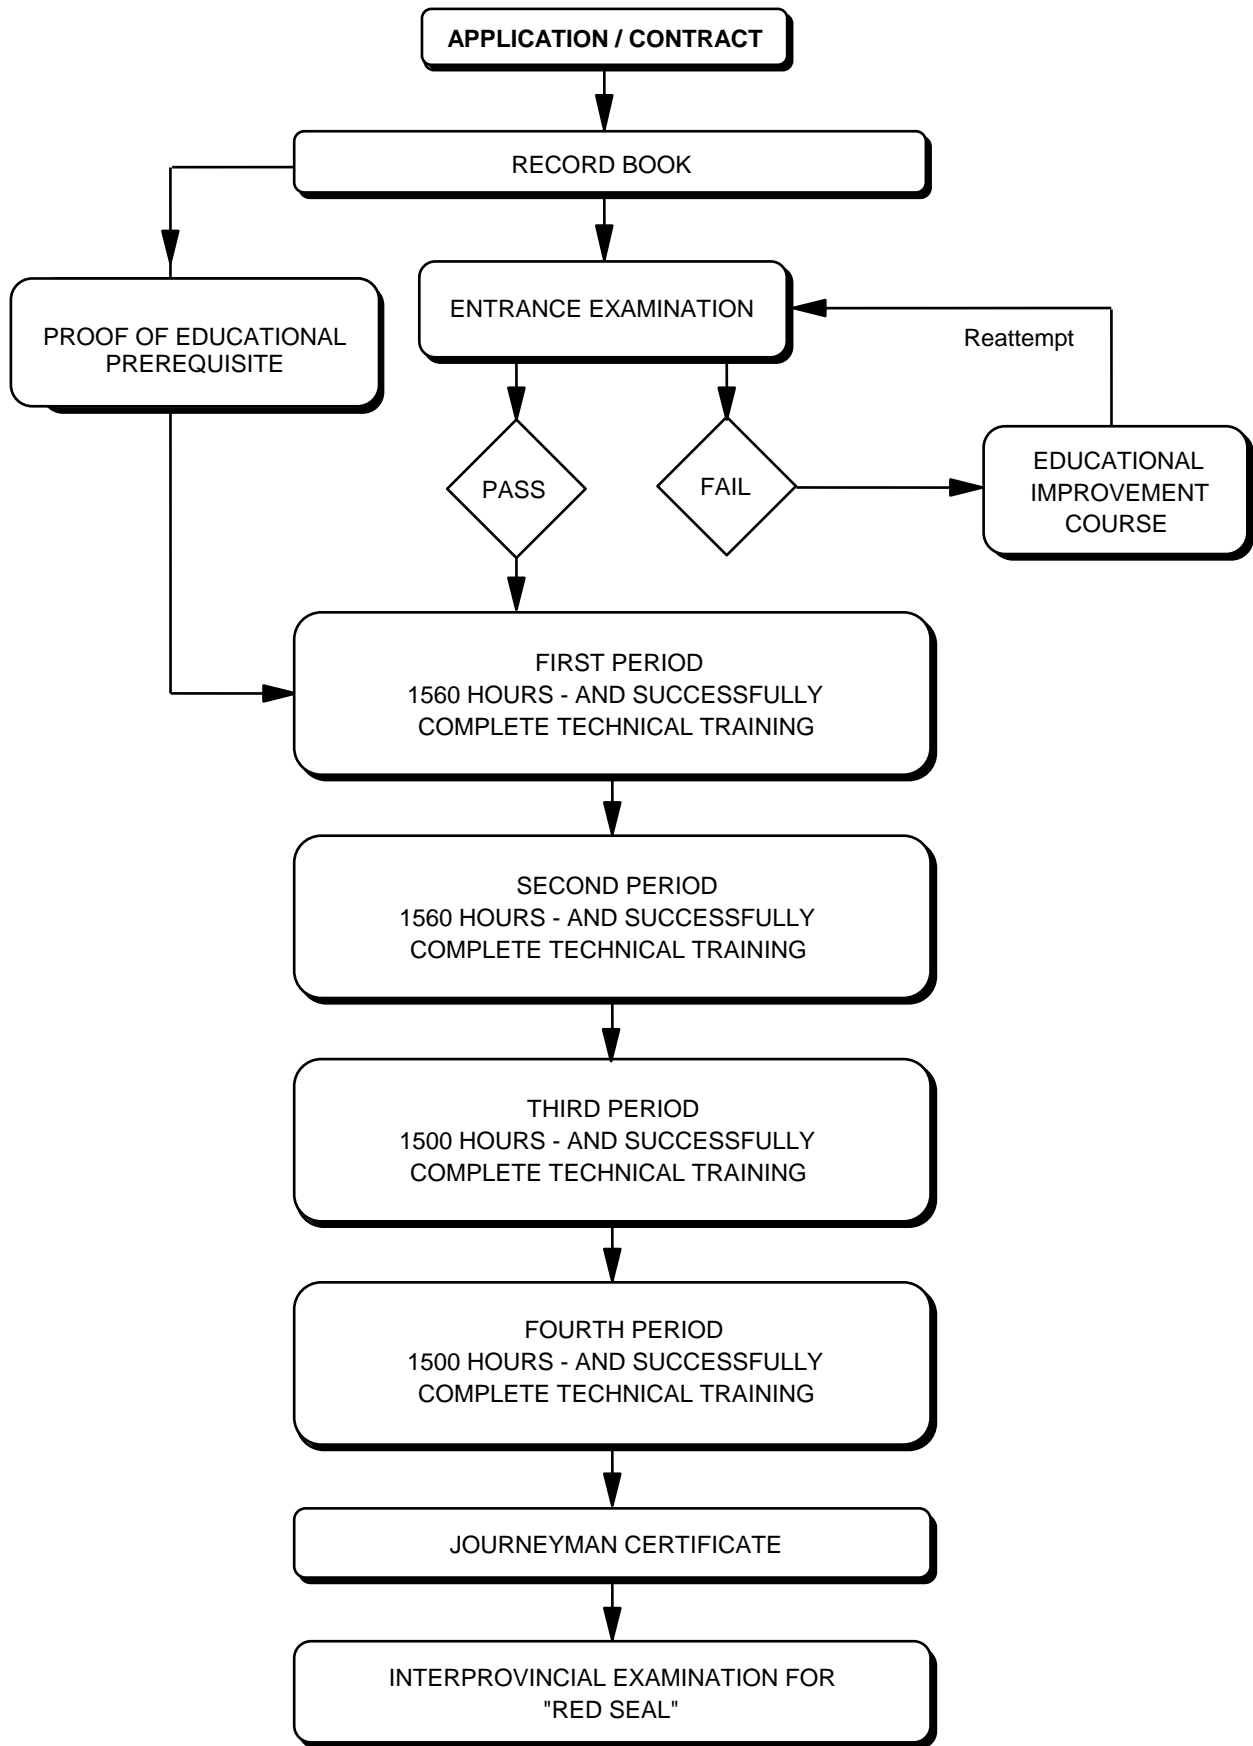 APPLICATION / CONTRACT
RECORD BOOK
PROOF OF EDUCATIONAL
PREREQUISITE
ENTRANCE EXAMINATION
Reattempt
PASS
FAIL
EDUCATIONAL
IMPROVEMENT
COURSE
FIRST PERIOD
1560 HOURS - AND SUCCESSFULLY
COMPLETE TECHNICAL TRAINING
SECOND PERIOD
1560 HOURS - AND SUCCESSFULLY
COMPLETE TECHNICAL TRAINING
THIRD PERIOD
1500 HOURS - AND SUCCESSFULLY
COMPLETE TECHNICAL TRAINING
FOURTH PERIOD
1500 HOURS - AND SUCCESSFULLY
COMPLETE TECHNICAL TRAINING
JOURNEYMAN CERTIFICATE
INTERPROVINCIAL EXAMINATION FOR
"RED SEAL"